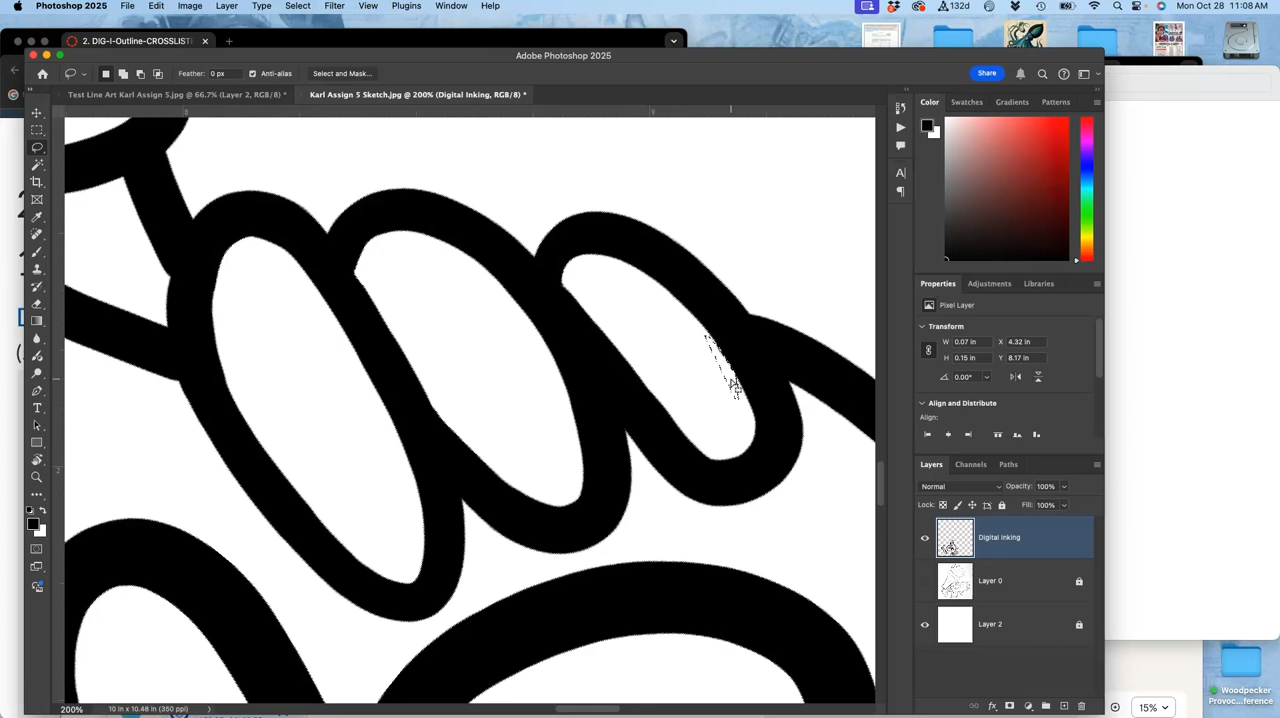 Photoshop 2025 File Edit Image Layer Type Select Filter View Plugins Window Help 132d Mon Oct 28 11:08 AM
2. DIG-I-Outline-CROSSLIST
Adobe Photoshop 2025
Feather: 0 px Anti-alias Select and Mask... Share
Test Line Art Karl Assign 5.jpg @ 66.7% (Layer 2, RGB/8) * Karl Assign 5 Sketch.jpg @ 200% (Digital Inking, RGB/8) *
Color Swatches Gradients Patterns
8 9
Properties Adjustments Libraries
Pixel Layer
Transform
W 0.07 in X 4.32 in
H 0.15 in Y 8.17 in
0.00°
Align and Distribute
Align:
Layers Channels Paths
2
Normal Opacity: 100%
Lock: Fill: 100%
Digital Inking
Layer 0
Layer 2
Woodpecker
Provoc...ference
200% 10 in x 10.48 in (350 ppi)
15%